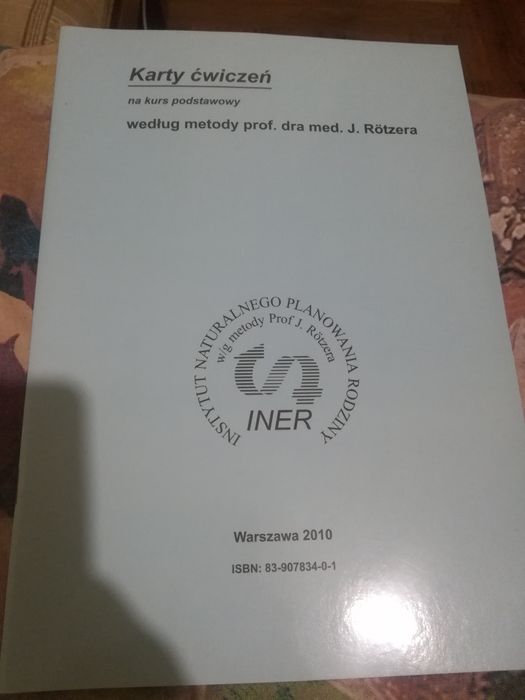 Karty ćwiczeń
na kurs podstawowy
według metody prof. dra med. J. Rötzera
INSTYTUT NATURALNEGO PLANOWANIA RODZINY
w/g metody Prof J. Rötzera
INER
Warszawa 2010
ISBN: 83-907834-0-1